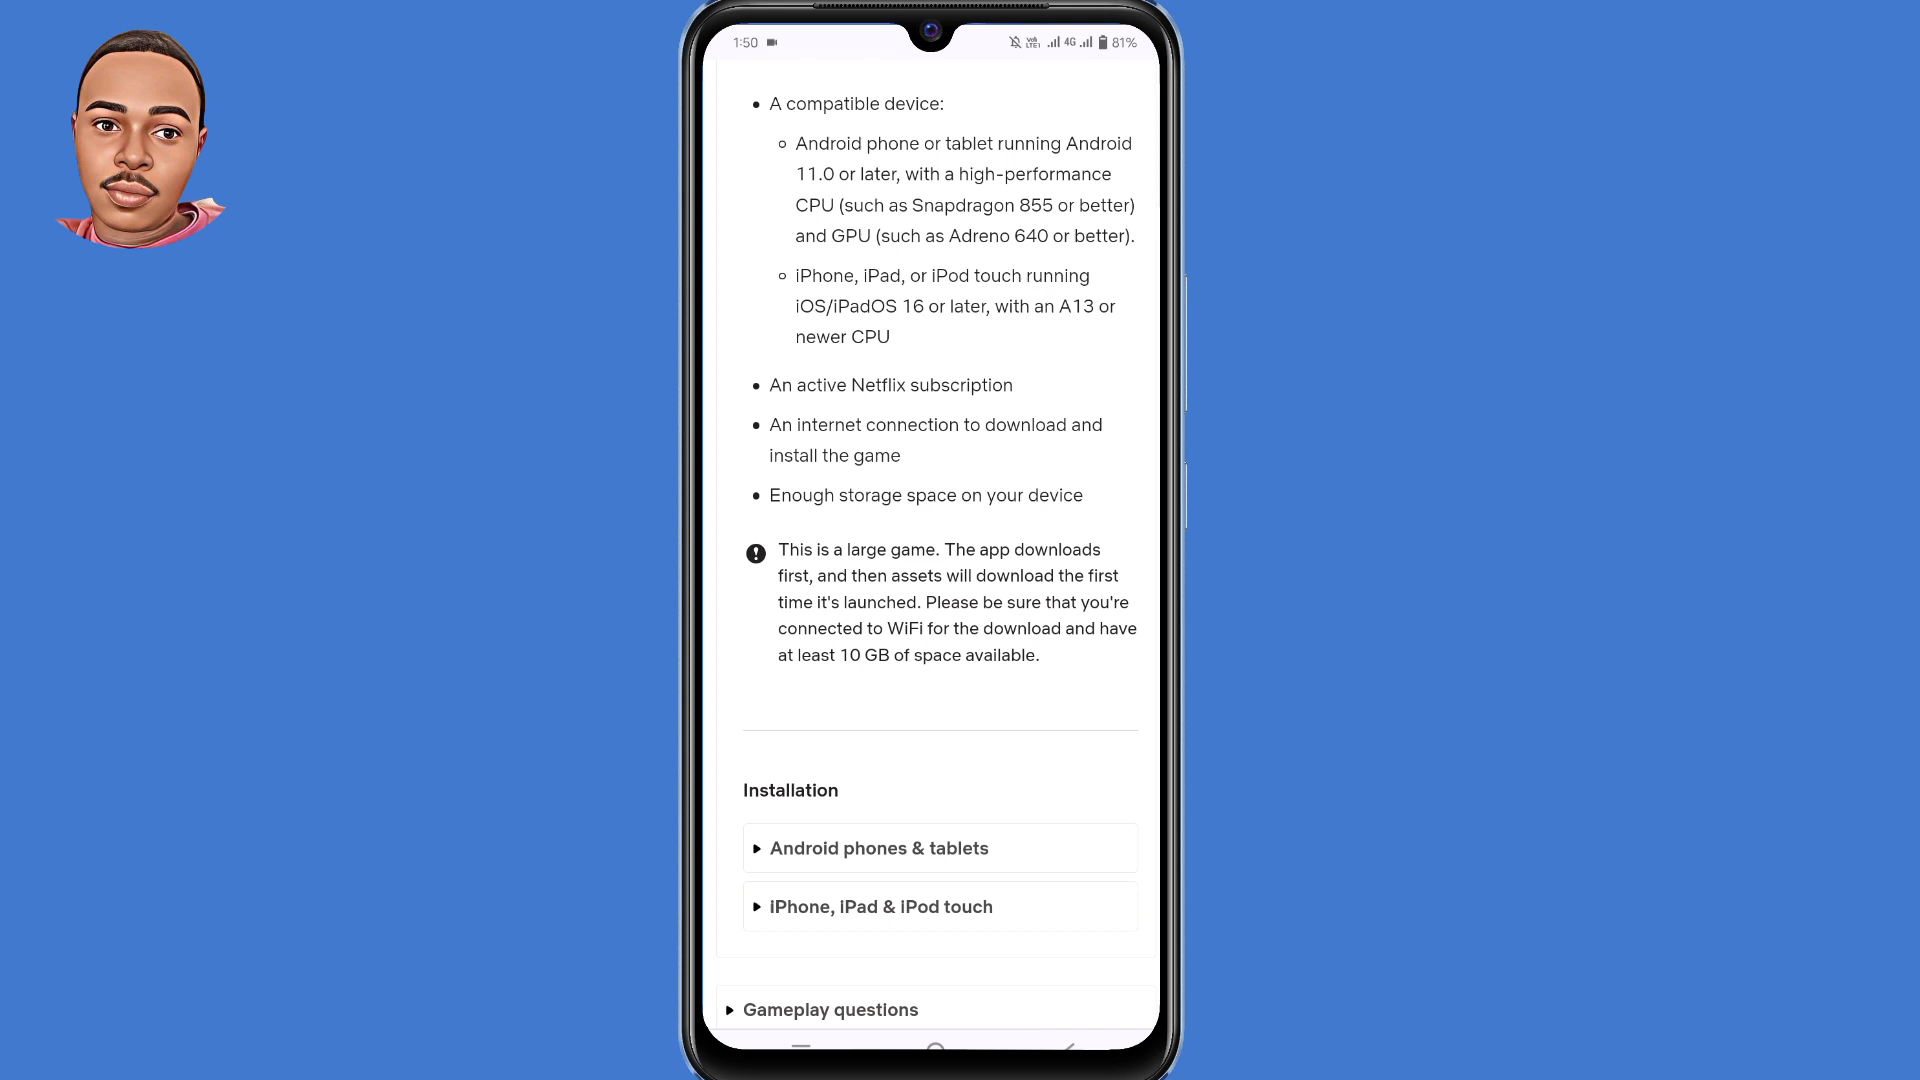 1:50
4G 81%
A compatible device:
Android phone or tablet running Android
11.0 or later, with a high-performance
CPU (such as Snapdragon 855 or better)
and GPU (such as Adreno 640 or better).
iPhone, iPad, or iPod touch running
iOS/iPadOS 16 or later, with an A13 or
newer CPU
An active Netflix subscription
An internet connection to download and
install the game
Enough storage space on your device
This is a large game. The app downloads
first, and then assets will download the first
time it's launched. Please be sure that you're
connected to WiFi for the download and have
at least 10 GB of space available.
Installation
Android phones & tablets
iPhone, iPad & iPod touch
Gameplay questions